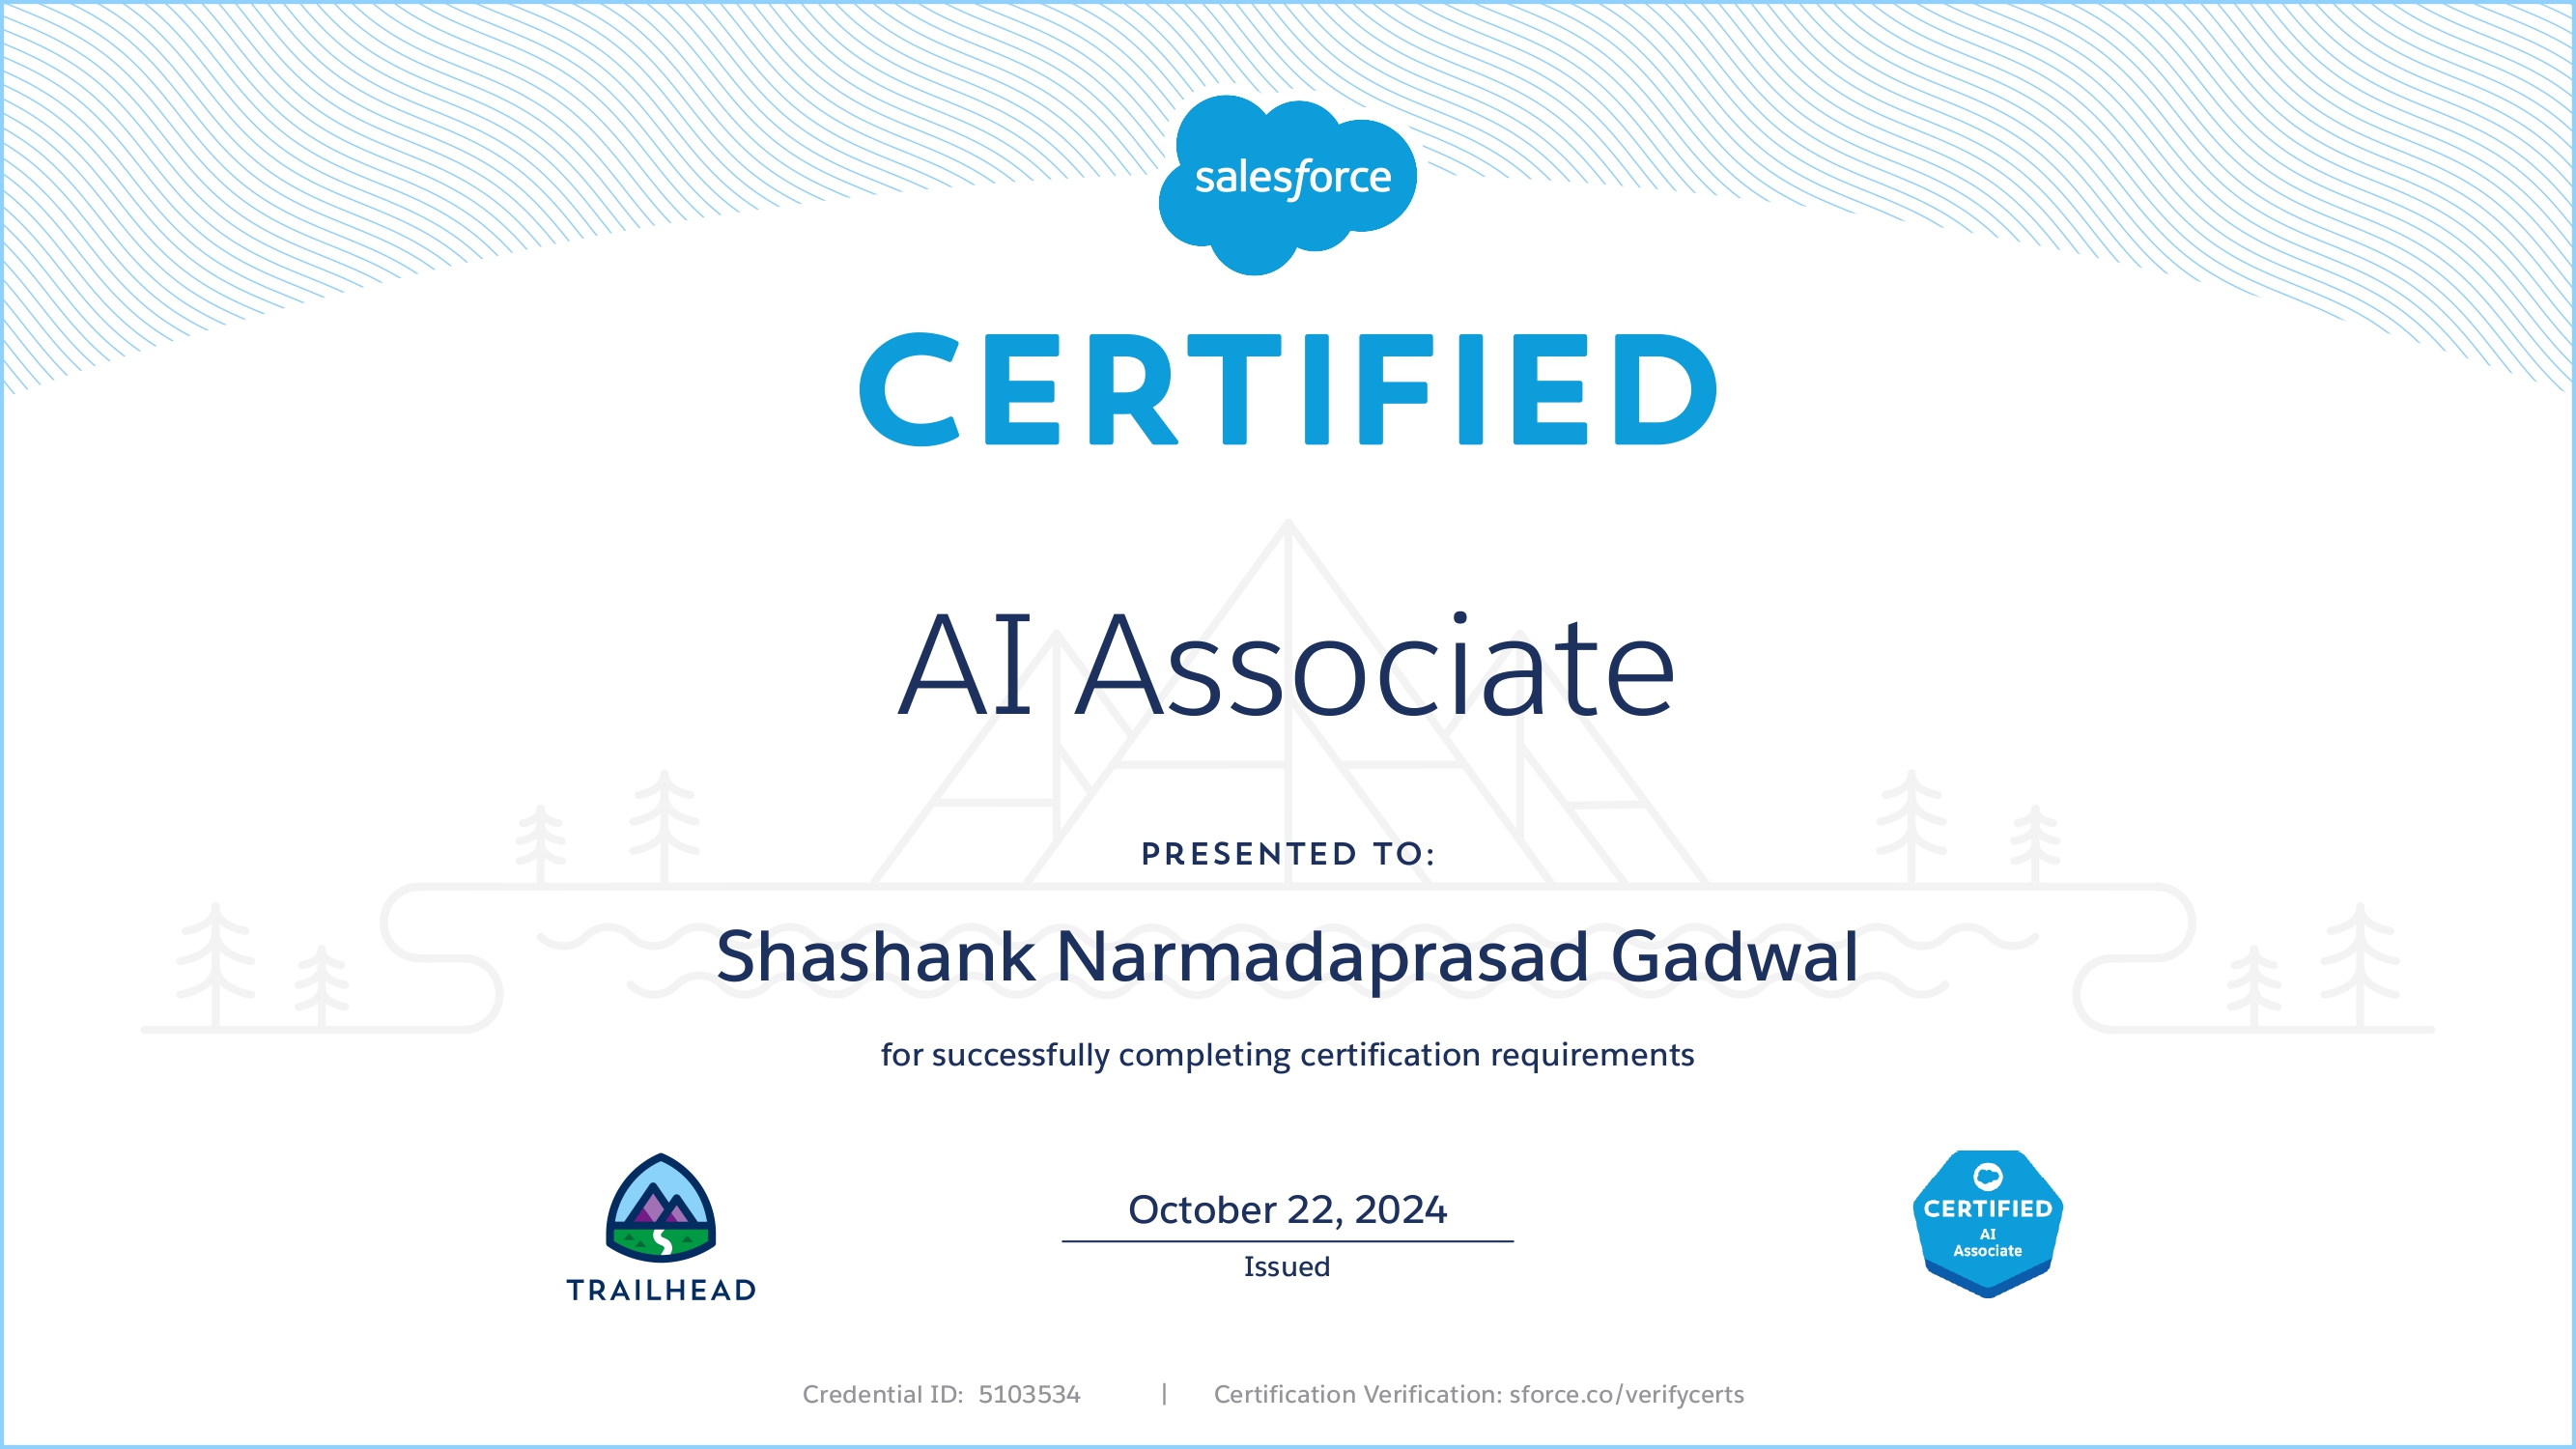 salesforce
CERTIFIED
AI Associate
PRESENTED TO:
Shashank Narmadaprasad Gadwal
for successfully completing certification requirements
TRAILHEAD
October 22, 2024
Issued
CERTIFIED
AI
Associate
Credential ID: 5103534 | Certification Verification: sforce.co/verifycerts